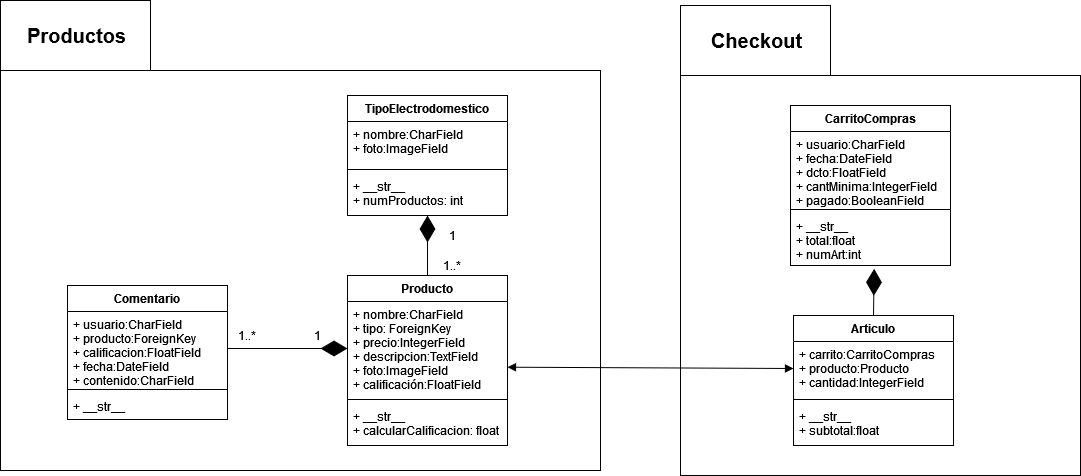 Productos
TipoElectrodomestico
+ nombre:CharField
+ foto:ImageField
+ __str__
+ numProductos: int
1
1..*
Comentario
+ usuario:CharField
+ producto:ForeignKey
+ calificacion:FloatField
+ fecha:DateField
+ contenido:CharField
+ __str__
1..*
1
Producto
+ nombre:CharField
+ tipo: ForeignKey
+ precio:IntegerField
+ descripcion:TextField
+ foto:ImageField
+ calificación:FloatField
+ __str__
+ calcularCalificacion: float
Checkout
CarritoCompras
+ usuario:CharField
+ fecha:DateField
+ dcto:FloatField
+ cantMinima:IntegerField
+ pagado:BooleanField
+ __str__
+ total:float
+ numArt:int
Articulo
+ carrito:CarritoCompras
+ producto:Producto
+ cantidad:IntegerField
+ __str__
+ subtotal:float